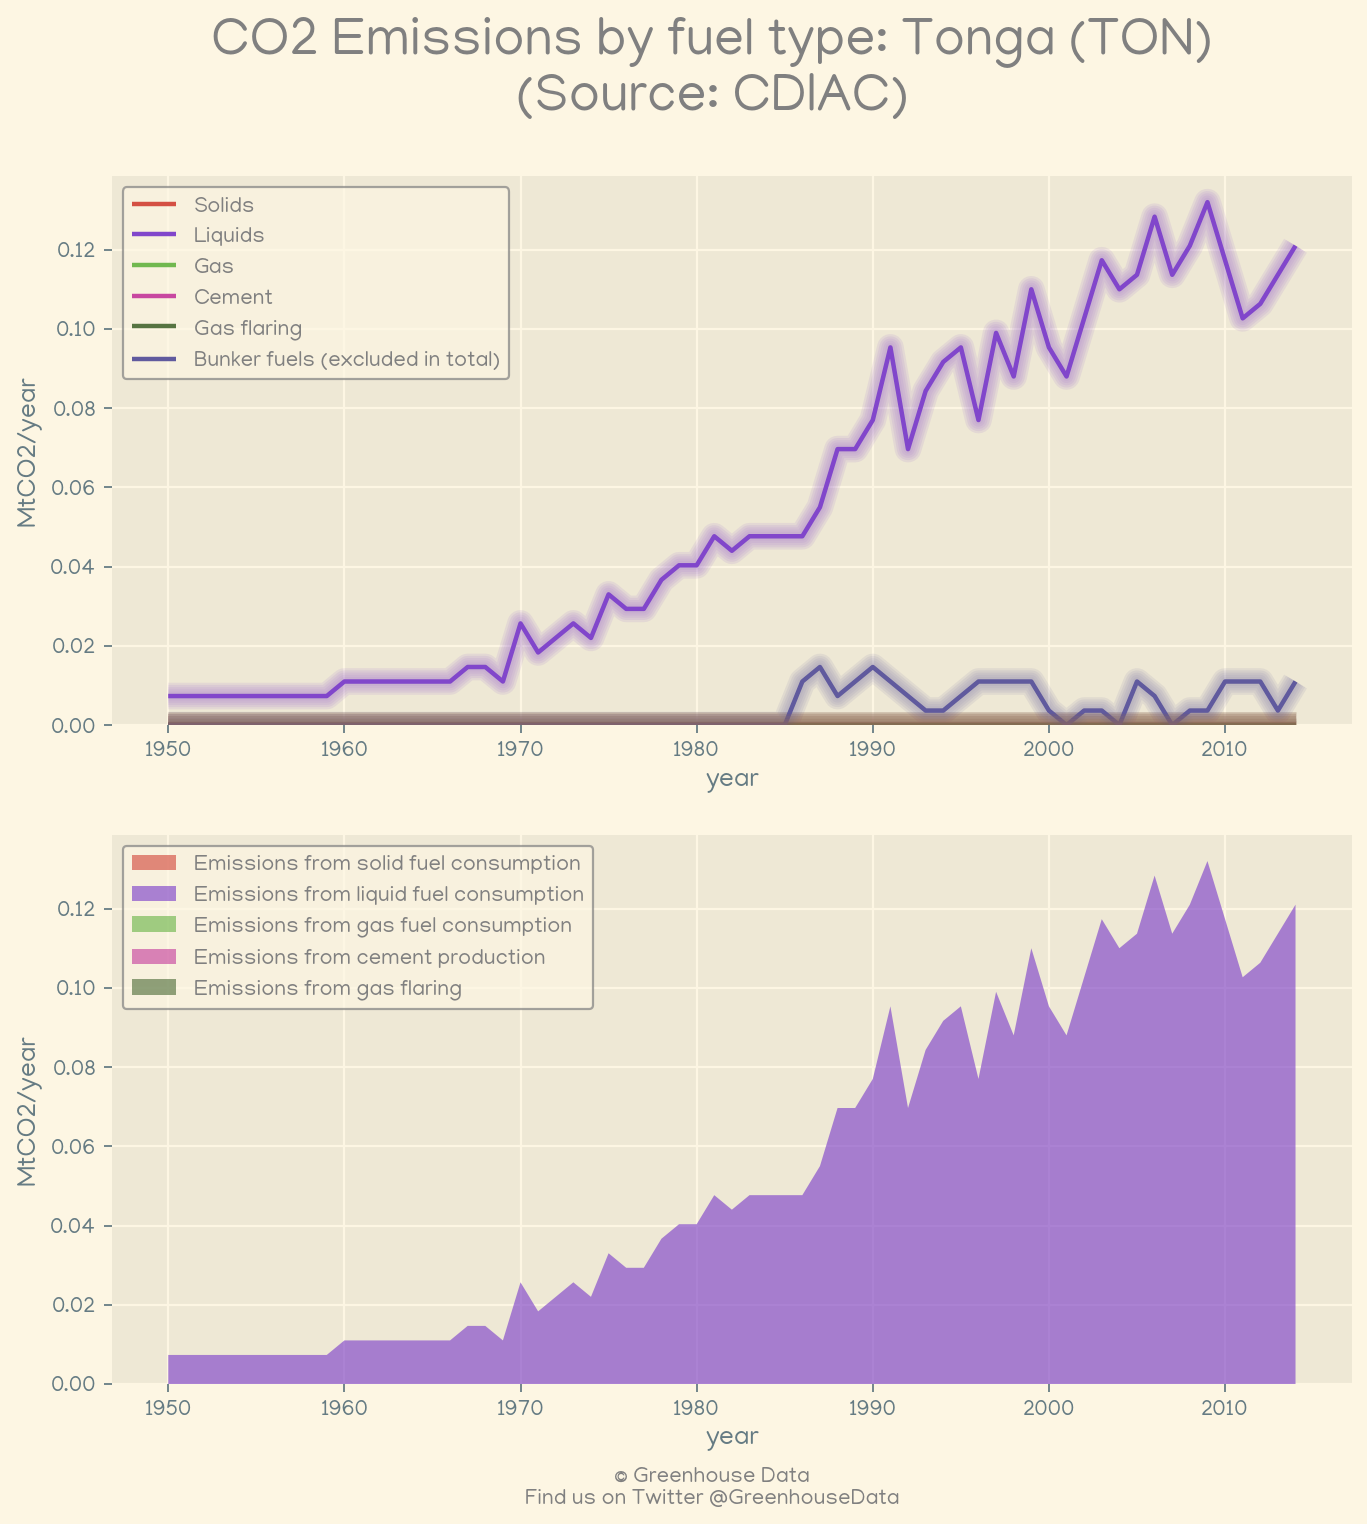 CO2 Emissions by fuel type: Tonga (TON)
(Source: CDIAC)
Solids
Liquids
Gas
Cement
Gas flaring
Bunker fuels (excluded in total)
MtCO2/year
0.12
0.10
0.08
0.06
0.04
0.02
0.00
1950 1960 1970 1980 1990 2000 2010
year
Emissions from solid fuel consumption
Emissions from liquid fuel consumption
Emissions from gas fuel consumption
Emissions from cement production
Emissions from gas flaring
MtCO2/year
0.12
0.10
0.08
0.06
0.04
0.02
0.00
1950 1960 1970 1980 1990 2000 2010
year
© Greenhouse Data
Find us on Twitter @GreenhouseData